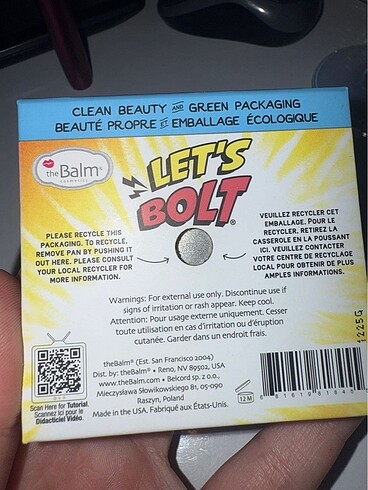 CLEAN BEAUTY AND GREEN PACKAGING
BEAUTÉ PROPRE ET EMBALLAGE ÉCOLOGIQUE
theBalm®
cosmetics
LET'S
BOLT®
PLEASE RECYCLE THIS
PACKAGING. TO RECYCLE,
REMOVE PAN BY PUSHING IT
OUT HERE. PLEASE CONSULT
YOUR LOCAL RECYCLER FOR
MORE INFORMATION.
VEUILLEZ RECYCLER CET
EMBALLAGE. POUR LE
RECYCLER, RETIREZ LA
CASSEROLE EN LA POUSSANT
ICI. VEUILLEZ CONTACTER
VOTRE CENTRE DE RECYCLAGE
LOCAL POUR OBTENIR DE PLUS
AMPLES INFORMATIONS.
Warnings: For external use only. Discontinue use if
signs of irritation or rash appear. Keep cool.
Attention: Pour usage externe uniquement. Cesser
toute utilisation en cas d'irritation ou d'éruption
cutanée. Garder dans un endroit frais.
Scan Here for Tutorial.
Scannez Ici pour le
Didacticiel Vidéo.
theBalm® (Est. San Francisco 2004)
Dist. by: theBalm® • Reno, NV 89502, USA
www.theBalm.com • Belcord sp. z o.o.,
Mieczysława Słowikowskiego 81, 05-090
Raszyn, Poland
Made in the USA. Fabriqué aux États-Unis.
12 M
1225G